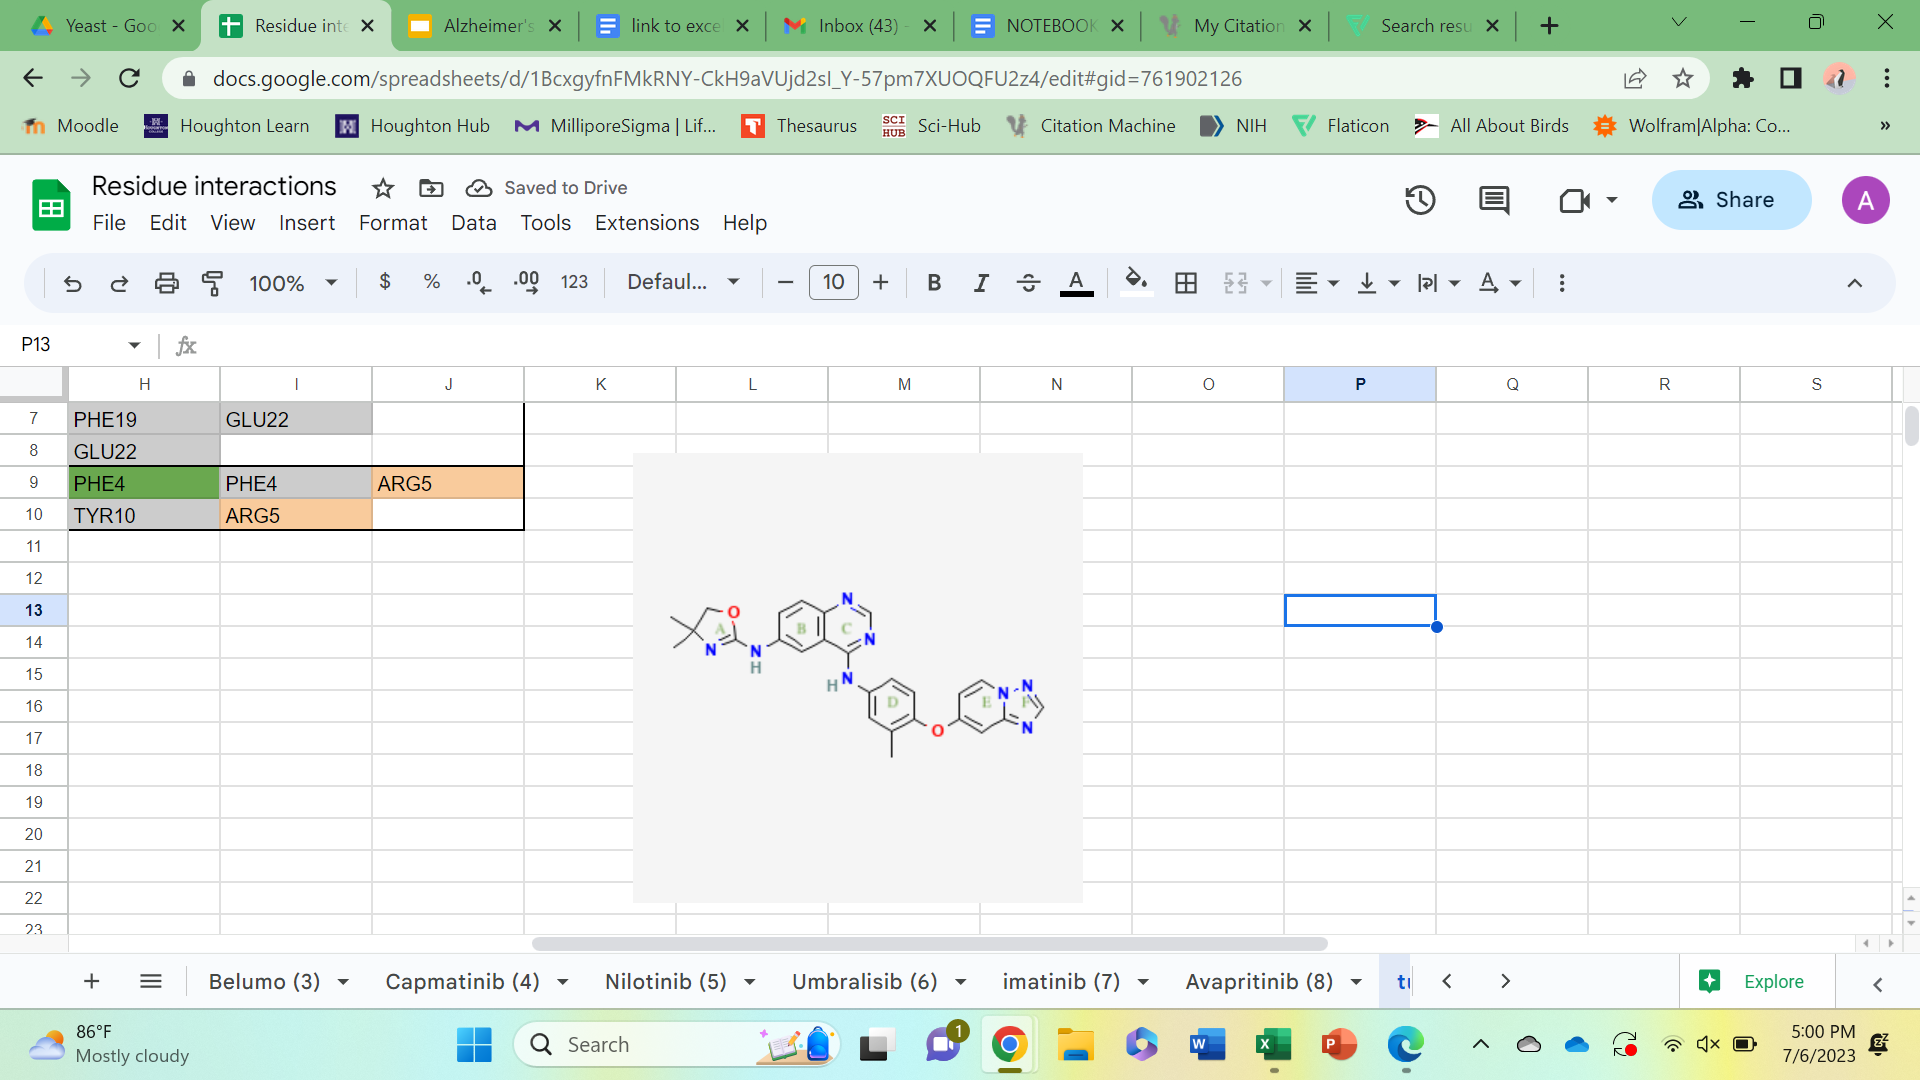 Yeast - Goo
Residue inte
Alzheimer's
link to exce
Inbox (43) -
NOTEBOOK
My Citation
Search resu
docs.google.com/spreadsheets/d/1BcxgyfnFMkRNY-CkH9aVUjd2sI_Y-57pm7XUOQFU2z4/edit#gid=761902126
Moodle
Houghton Learn
Houghton Hub
MilliporeSigma | Lif...
Thesaurus
SCI HUB
Sci-Hub
Citation Machine
NIH
Flaticon
All About Birds
Wolfram|Alpha: Co...
»
Residue interactions
Saved to Drive
Share
A
File Edit View Insert Format Data Tools Extensions Help
100% $ % .0 .00 123 Defaul... - 10 + B I A
P13 fx
H I J K L M N O P Q R S
7 PHE19 GLU22
8 GLU22
9 PHE4 PHE4 ARG5
10 TYR10 ARG5
11
12
13
14
15
16
17
18
19
20
21
22
23
N
O
A B C N
N N
H
H N
D E N N F
O N
Belumo (3) Capmatinib (4) Nilotinib (5) Umbralisib (6) imatinib (7) Avapritinib (8)
Explore
86°F
Mostly cloudy
Search
1
5:00 PM
7/6/2023